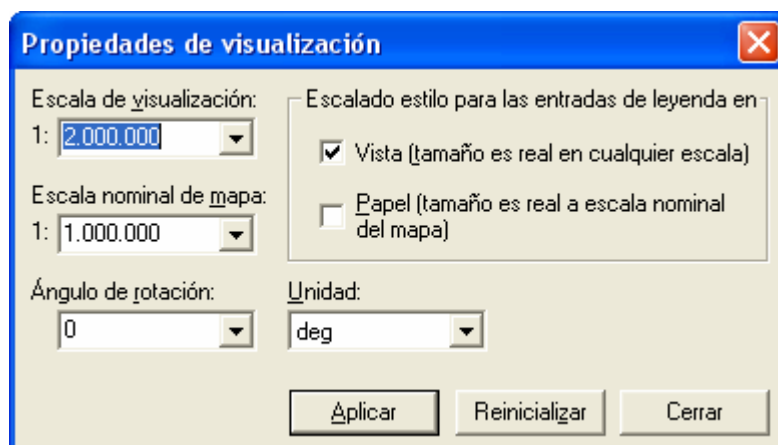 Propiedades de visualización
Escala de visualización:
1: 2.000.000
Escala nominal de mapa:
1: 1.000.000
Escalado estilo para las entradas de leyenda en
Vista (tamaño es real en cualquier escala)
Papel (tamaño es real a escala nominal
del mapa)
Ángulo de rotación:
0
Unidad:
deg
Aplicar
Reinicializar
Cerrar